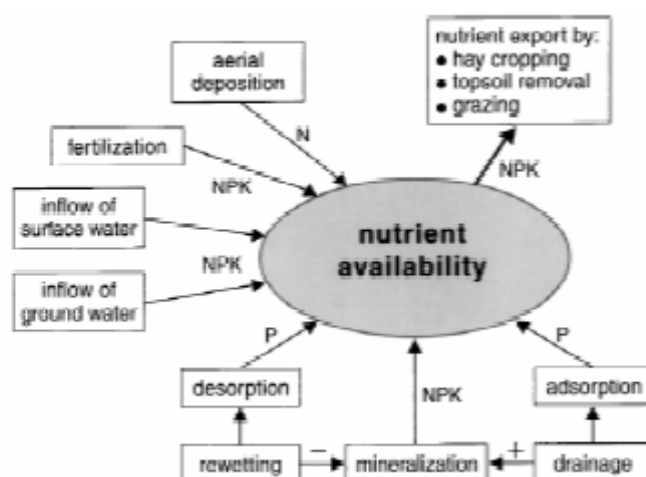 nutrient export by:
● hay cropping
● topsoil removal
● grazing
aerial
deposition
N
fertilization
NPK
NPK
inflow of
surface water
nutrient
availability
NPK
inflow of
ground water
P
P
desorption
NPK
adsorption
rewetting
−
mineralization
+
drainage